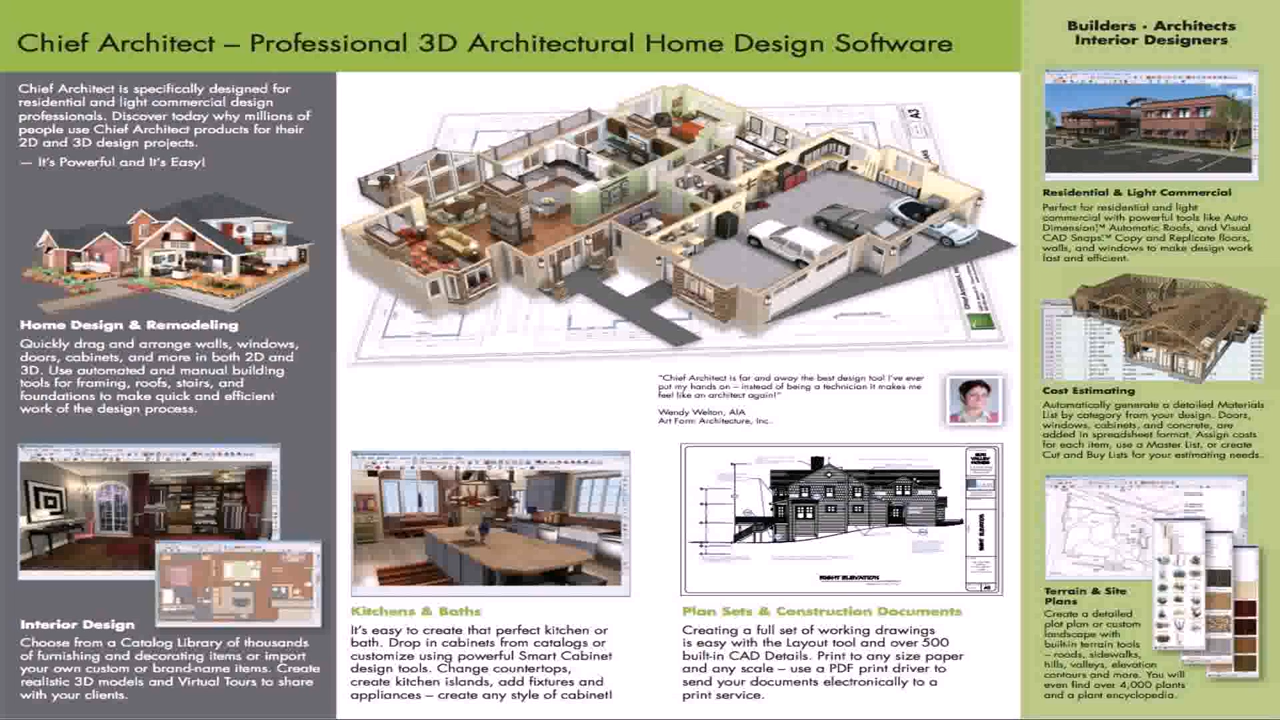 Chief Architect – Professional 3D Architectural Home Design Software
Builders · Architects
Interior Designers
Chief Architect is specifically designed for
residential and light commercial design
professionals. Discover today why millions of
people use Chief Architect products for their
2D and 3D design projects.
— It's Powerful and It's Easy!
Home Design & Remodeling
Quickly drag and arrange walls, windows,
doors, cabinets, and more in both 2D and
3D. Use automated and manual building
tools for framing, roofs, stairs, and
foundations to make quick and efficient
work of the design process.
Interior Design
Choose from a Catalog Library of thousands
of furnishing and decorating items or import
your own custom or brand-name items. Create
realistic 3D models and Virtual Tours to share
with your clients.
A3
Chief Architect
"Chief Architect is far and away the best design tool I've ever
put my hands on – instead of being a technician it makes me
feel like an architect again!"
Wendy Welton, AIA
Art Form Architecture, Inc.
Kitchens & Baths
It's easy to create that perfect kitchen or
bath. Drop in cabinets from catalogs or
customize using powerful Smart Cabinet
design tools. Change countertops,
create kitchen islands, add fixtures and
appliances – create any style of cabinet!
RIGHT ELEVATION
Plan Sets & Construction Documents
Creating a full set of working drawings
is easy with the Layout tool and over 500
built-in CAD Details. Print to any size paper
and any scale – use a PDF print driver to
send your documents electronically to a
print service.
Residential & Light Commercial
Perfect for residential and light
commercial with powerful tools like Auto
Dimension,™ Automatic Roofs, and Visual
CAD Snaps.™ Copy and Replicate floors,
walls, and windows to make design work
fast and efficient.
Cost Estimating
Automatically generate a detailed Materials
List by category from your design. Doors,
windows, cabinets, and concrete, are
added in spreadsheet format. Assign costs
for each item, use a Master List, or create
Cut and Buy Lists for your estimating needs.
Terrain & Site
Plans
Create a detailed
plot plan or custom
landscape with
built-in terrain tools
– roads, sidewalks,
hills, valleys, elevation
contours and more. You will
even find over 4,000 plants
and a plant encyclopedia.